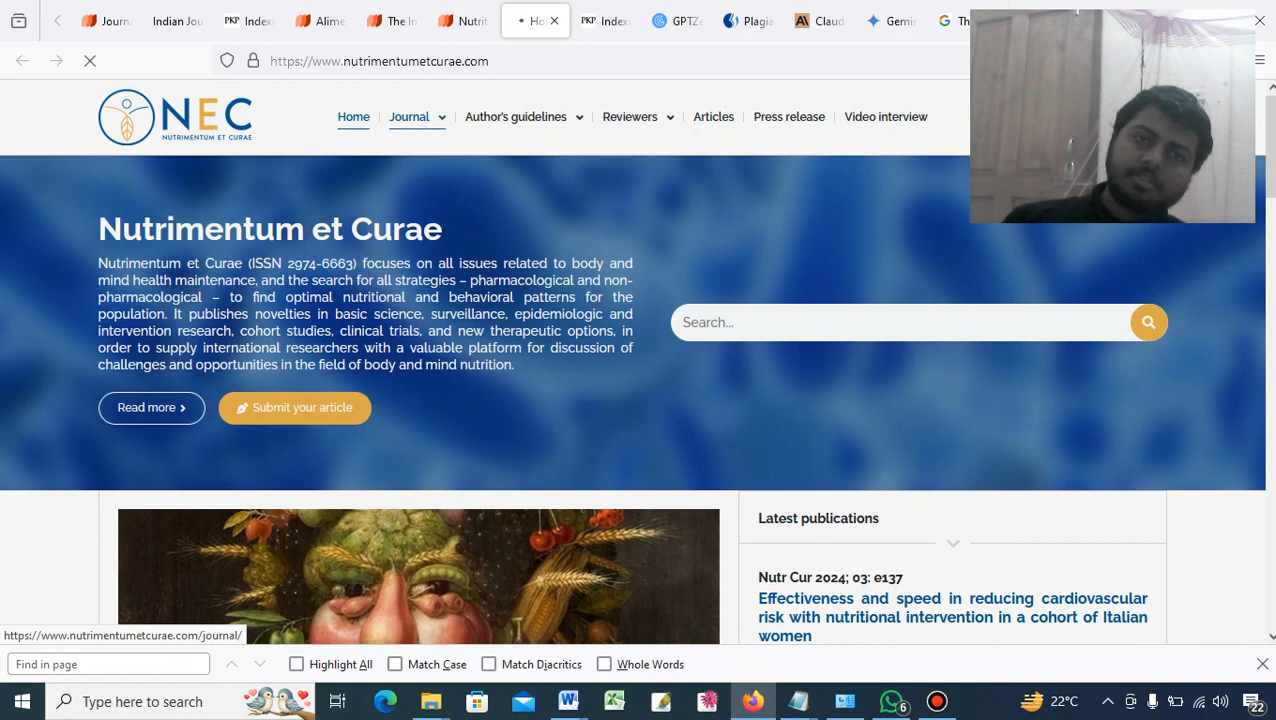 Journ
Indian Jou
PKP Index
Alime
The In
Nutrit
Ho
PKP Index
GPTZe
Plagia
Claud
Gemir
Th
https://www.nutrimentumetcurae.com
NEC
NUTRIMENTUM ET CURAE
Home
Journal
Author's guidelines
Reviewers
Articles
Press release
Video interview
Nutrimentum et Curae
Nutrimentum et Curae (ISSN 2974-6663) focuses on all issues related to body and
mind health maintenance, and the search for all strategies – pharmacological and non-
pharmacological – to find optimal nutritional and behavioral patterns for the
population. It publishes novelties in basic science, surveillance, epidemiologic and
intervention research, cohort studies, clinical trials, and new therapeutic options, in
order to supply international researchers with a valuable platform for discussion of
challenges and opportunities in the field of body and mind nutrition.
Read more
Submit your article
Search...
Latest publications
Nutr Cur 2024; 03: e137
Effectiveness and speed in reducing cardiovascular
risk with nutritional intervention in a cohort of Italian
women
https://www.nutrimentumetcurae.com/journal/
Find in page
Highlight All
Match Case
Match Diacritics
Whole Words
Type here to search
6
22°C
22